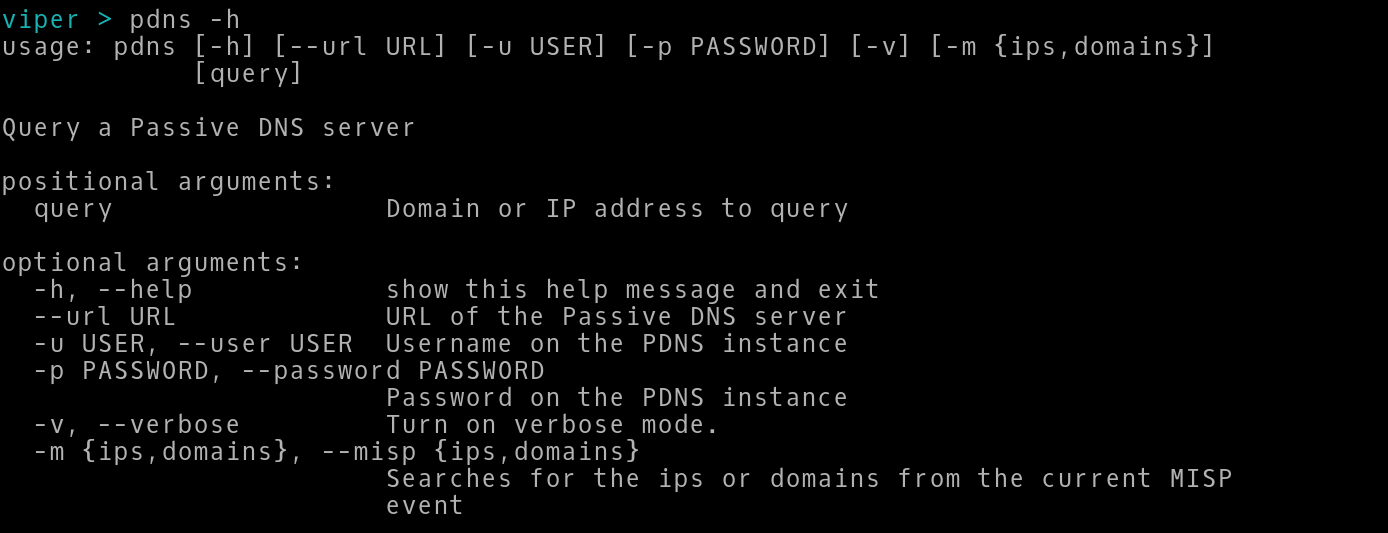 viper > pdns -h
usage: pdns [-h] [--url URL] [-u USER] [-p PASSWORD] [-v] [-m {ips,domains}]
            [query]

Query a Passive DNS server

positional arguments:
  query                 Domain or IP address to query

optional arguments:
  -h, --help            show this help message and exit
  --url URL             URL of the Passive DNS server
  -u USER, --user USER  Username on the PDNS instance
  -p PASSWORD, --password PASSWORD
                        Password on the PDNS instance
  -v, --verbose         Turn on verbose mode.
  -m {ips,domains}, --misp {ips,domains}
                        Searches for the ips or domains from the current MISP
                        event